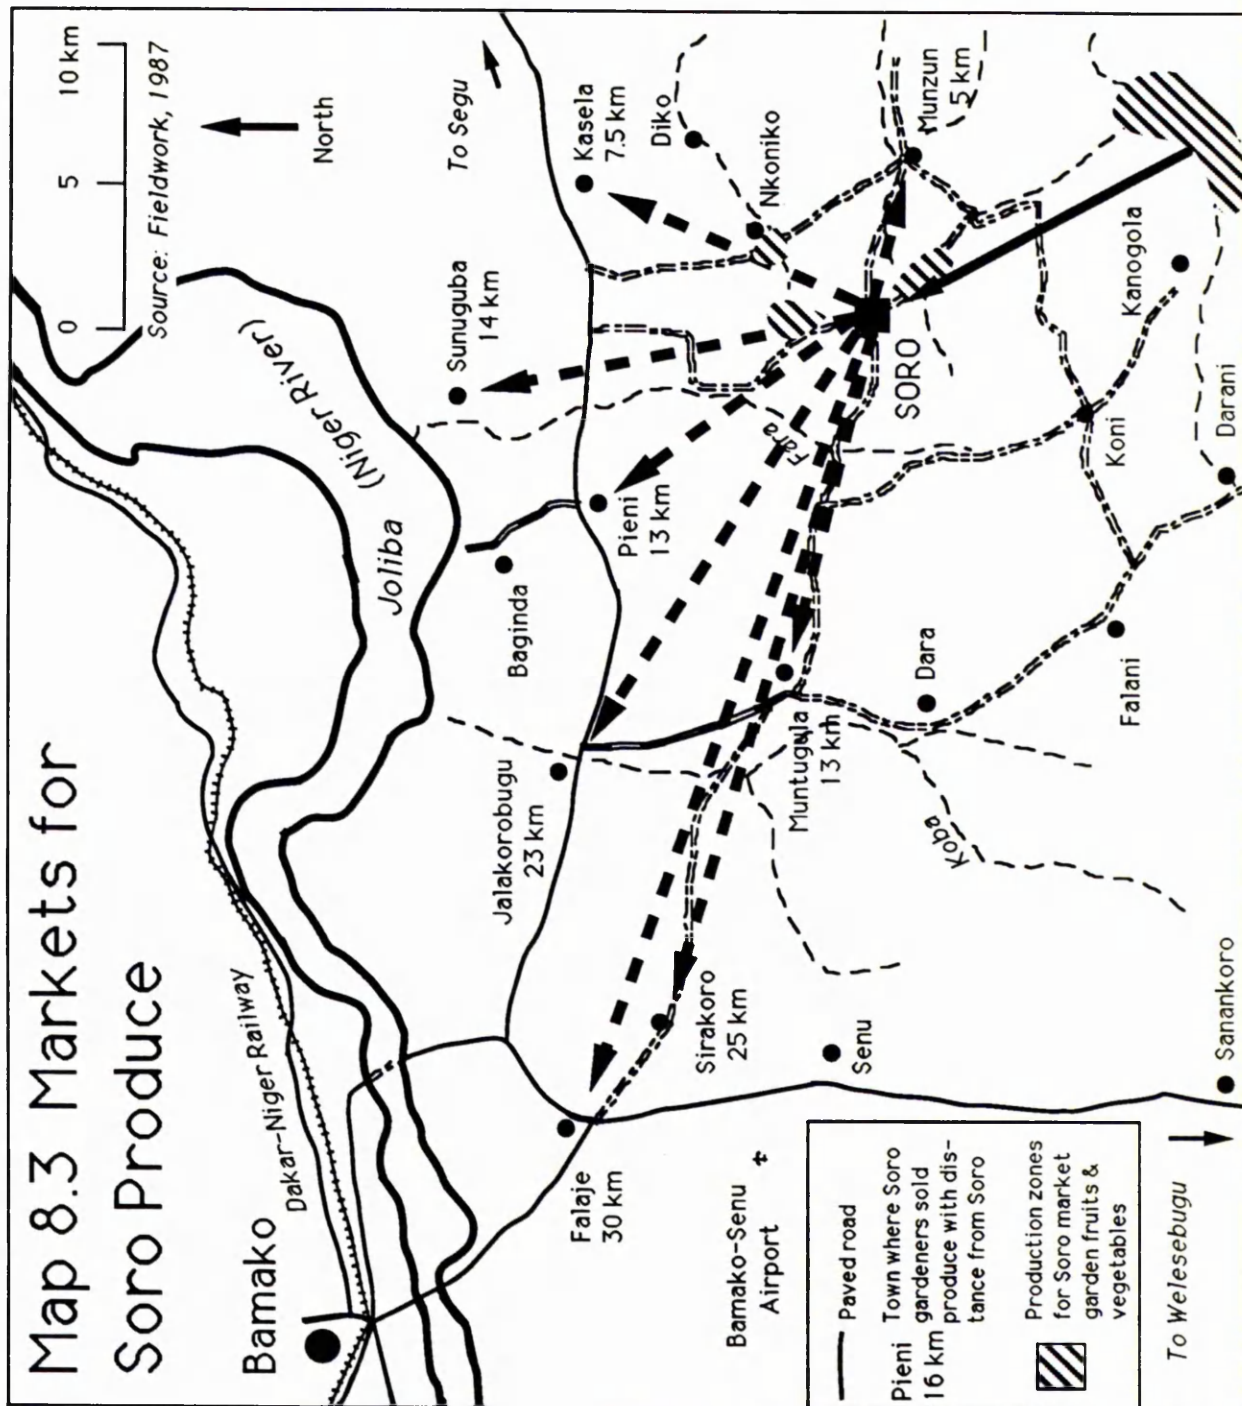 Map 8.3 Markets for
Soro Produce
0 5 10 km
Source: Fieldwork, 1987
North
To Segu
Bamako
Dakar-Niger Railway
Joliba
(Niger River)
Sunuguba
14 km
Kasela
7.5 km
Diko
Nkoniko
Munzun
5 km
Baginda
Pieni
13 km
Fara
SORO
Jalakorobugu
23 km
Falaje
30 km
Sirakoro
25 km
Muntugula
13 km
Dara
Koba
Kanogola
Koni
Darani
Falani
Senu
Sanankoro
Bamako-Senu
Airport
Paved road
Pieni
16 km
Town where Soro
gardeners sold
produce with dis-
tance from Soro
Production zones
for Soro market
garden fruits &
vegetables
To Welesebugu